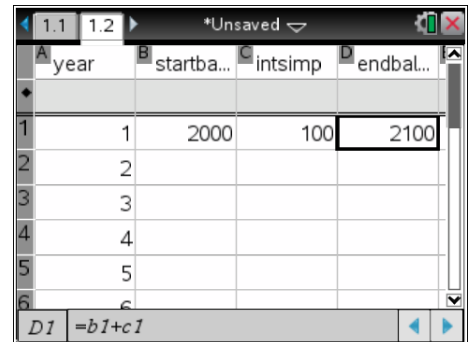 1.1 1.2 *Unsaved
A year B startba... C intsimp D endbal... E
1 1 2000 100 2100
2 2
3 3
4 4
5 5
6 6
D1 =b1+c1